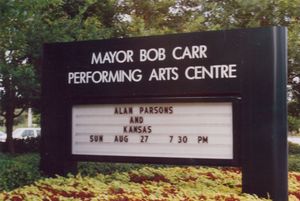 MAYOR BOB CARR
PERFORMING ARTS CENTRE
ALAN PARSONS
AND
KANSAS
SUN AUG 27 7 30 PM